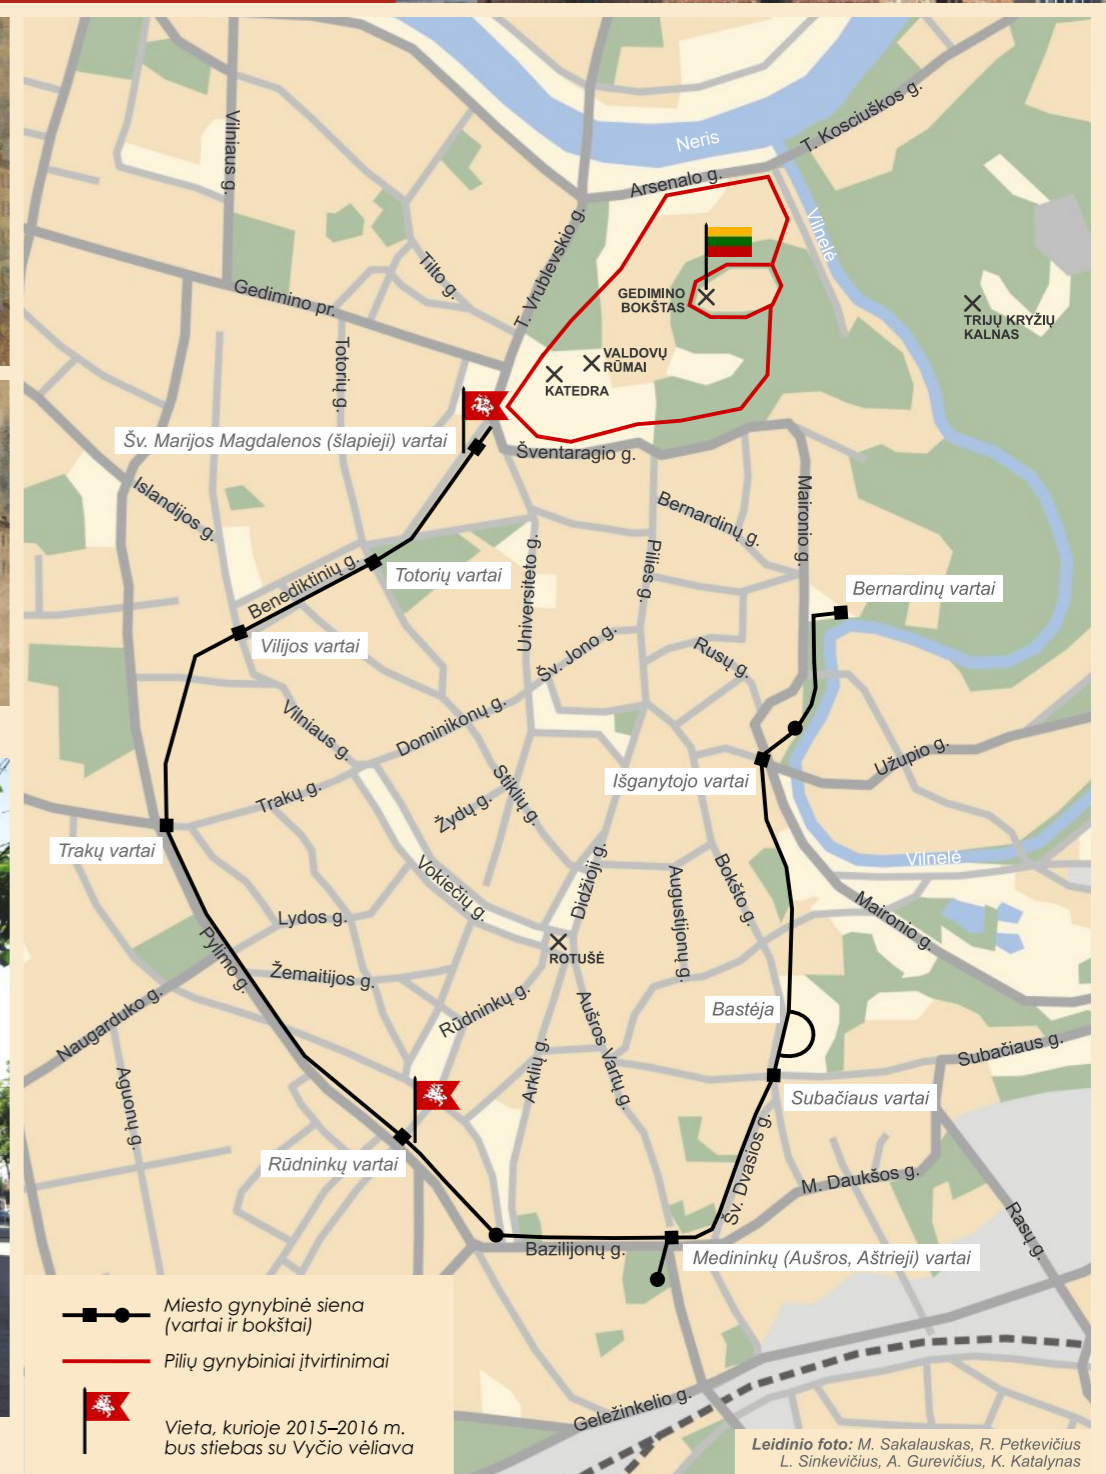 Vilniaus g.
Neris
T. Kosciuškos g.
Arsenalo g.
Vilnelė
T. Vrublevskio g.
Tilto g.
Gedimino pr.
GEDIMINO
BOKŠTAS
TRIJŲ KRYŽIŲ
KALNAS
Totorių g.
VALDOVŲ
RŪMAI
KATEDRA
Šv. Marijos Magdalenos (šlapieji) vartai
Šventaragio g.
Islandijos g.
Bernardinų g.
Maironio g.
Benediktinių g.
Totorių vartai
Universiteto g.
Pilies g.
Bernardinų vartai
Vilijos vartai
Šv. Jono g.
Rusų g.
Vilniaus g.
Dominikonų g.
Užupio g.
Išganytojo vartai
Trakų g.
Stiklių g.
Žydų g.
Trakų vartai
Vokiečių g.
Didžioji g.
Augustijonų g.
Bokšto g.
Vilnelė
Maironio g.
Lydos g.
Pylimo g.
ROTUŠĖ
Žemaitijos g.
Rūdninkų g.
Naugarduko g.
Bastėja
Aušros Vartų g.
Arklių g.
Subačiaus g.
Aguonų g.
Subačiaus vartai
Rūdninkų vartai
Šv. Dvasios g.
M. Daukšos g.
Rasų g.
Bazilijonų g.
Medininkų (Aušros, Aštrieji) vartai
Miesto gynybinė siena
(vartai ir bokštai)
Pilių gynybiniai įtvirtinimai
Vieta, kurioje 2015–2016 m.
bus stiebas su Vyčio vėliava
Geležinkelio g.
Leidinio foto: M. Sakalauskas, R. Petkevičius
L. Sinkevičius, A. Gurevičius, K. Katalynas